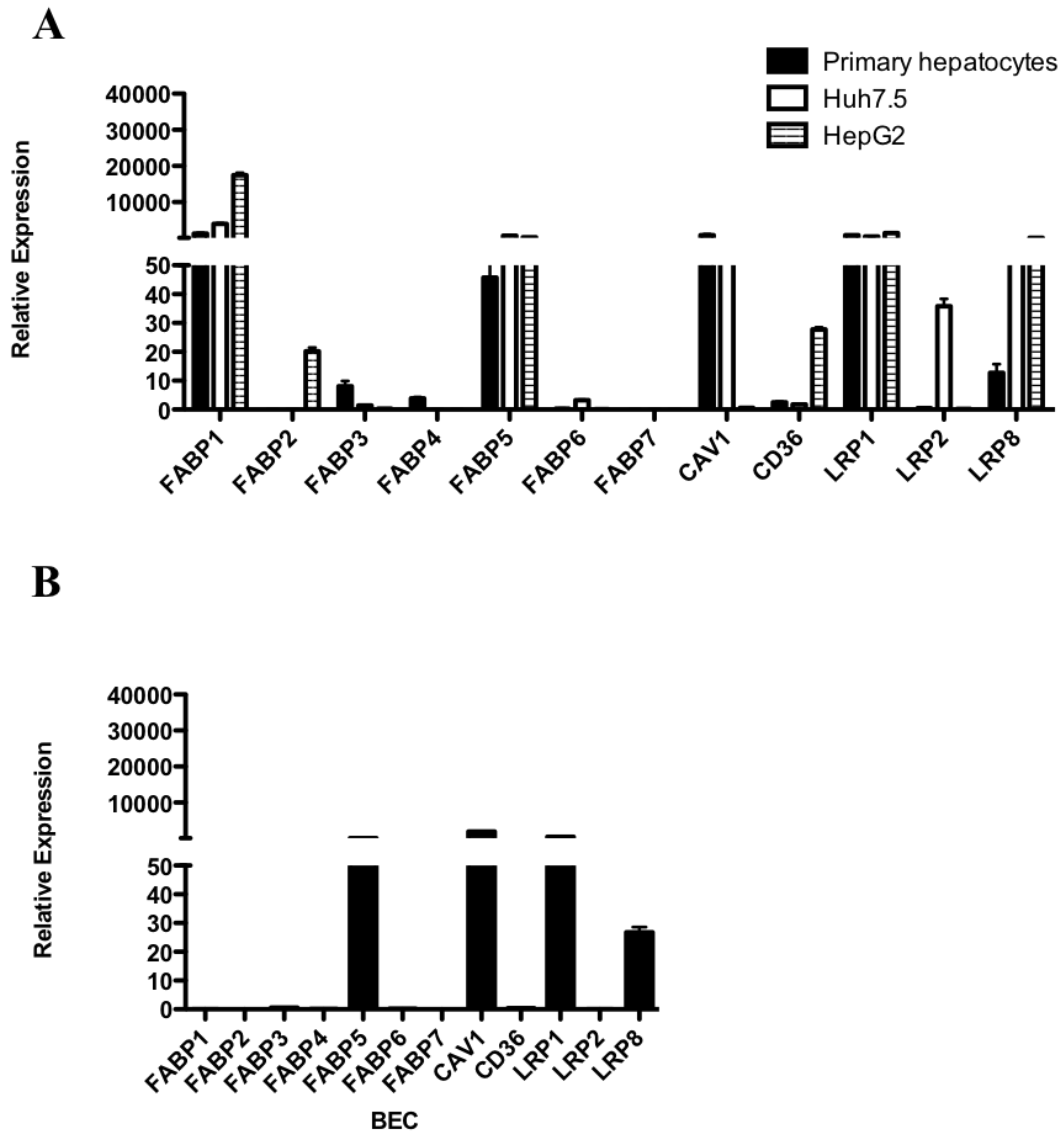 A
Primary hepatocytes
Huh7.5
HepG2
Relative Expression
40000
30000
20000
10000
50
40
30
20
10
0
FABP1
FABP2
FABP3
FABP4
FABP5
FABP6
FABP7
CAV1
CD36
LRP1
LRP2
LRP8
B
Relative Expression
40000
30000
20000
10000
50
40
30
20
10
0
FABP1
FABP2
FABP3
FABP4
FABP5
FABP6
FABP7
CAV1
CD36
LRP1
LRP2
LRP8
BEC